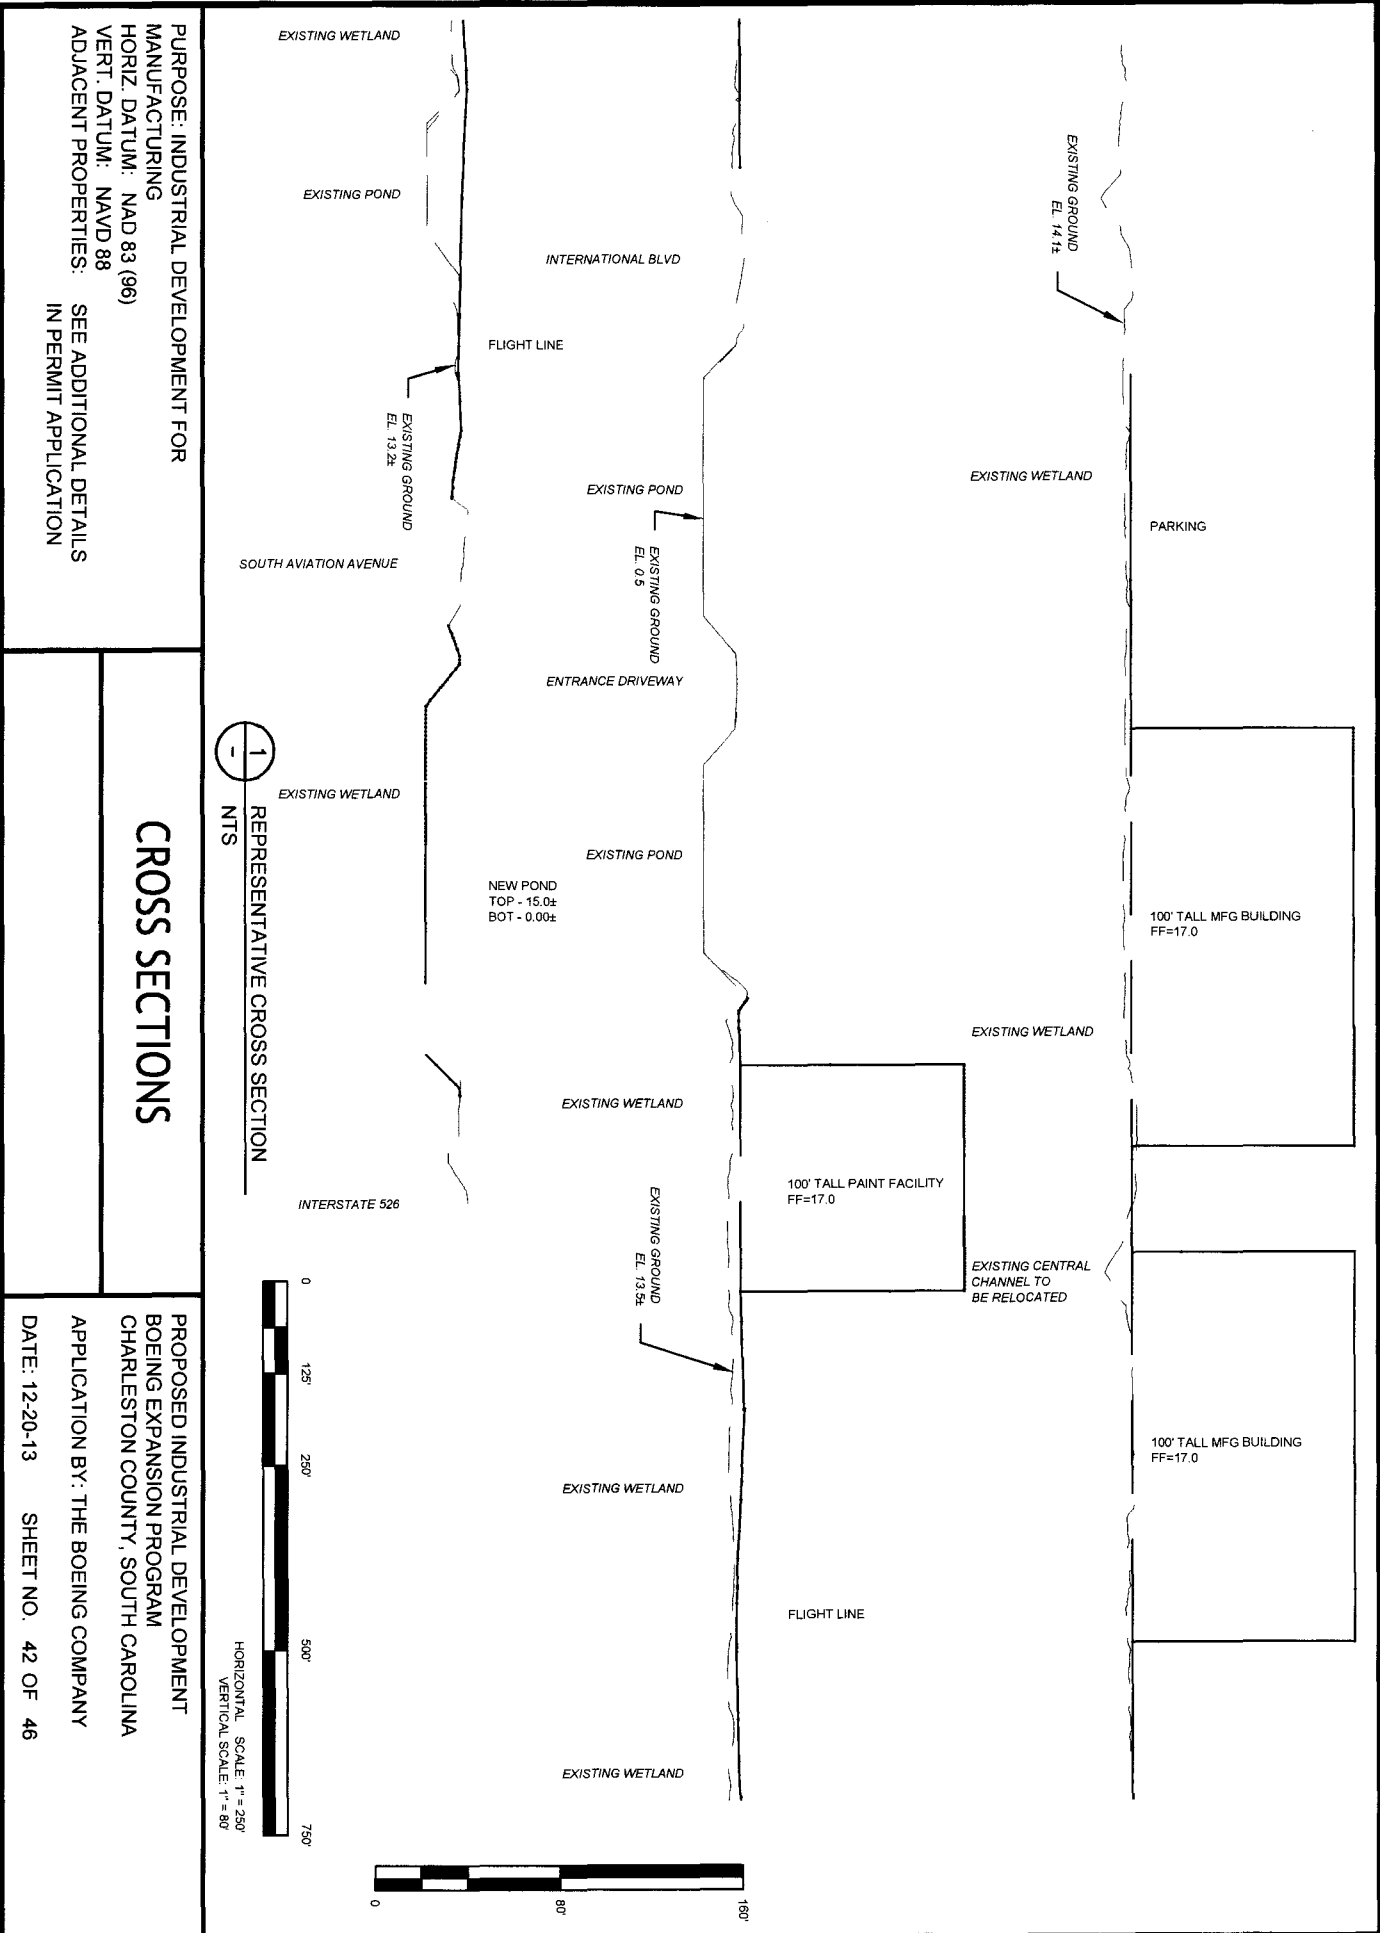 EXISTING GROUND
EL. 14.1±
EXISTING WETLAND
PARKING
100' TALL MFG BUILDING
FF=17.0
EXISTING WETLAND
EXISTING CENTRAL
CHANNEL TO
BE RELOCATED
100' TALL MFG BUILDING
FF=17.0
INTERNATIONAL BLVD
EXISTING POND
EXISTING GROUND
EL. 0.5
ENTRANCE DRIVEWAY
EXISTING POND
EXISTING WETLAND
100' TALL PAINT FACILITY
FF=17.0
EXISTING GROUND
EL. 13.5±
EXISTING WETLAND
FLIGHT LINE
EXISTING WETLAND
EXISTING WETLAND
EXISTING POND
FLIGHT LINE
EXISTING GROUND
EL. 13.2±
SOUTH AVIATION AVENUE
EXISTING WETLAND
NEW POND
TOP - 15.0±
BOT - 0.00±
INTERSTATE 526
1
-
REPRESENTATIVE CROSS SECTION
NTS
0
125'
250'
500'
750'
HORIZONTAL SCALE: 1" = 250'
VERTICAL SCALE: 1" = 80'
0
80'
160'
PURPOSE: INDUSTRIAL DEVELOPMENT FOR
MANUFACTURING
HORIZ. DATUM: NAD 83 (96)
VERT. DATUM: NAVD 88
ADJACENT PROPERTIES: SEE ADDITIONAL DETAILS
IN PERMIT APPLICATION
CROSS SECTIONS
PROPOSED INDUSTRIAL DEVELOPMENT
BOEING EXPANSION PROGRAM
CHARLESTON COUNTY, SOUTH CAROLINA
APPLICATION BY: THE BOEING COMPANY
DATE: 12-20-13 SHEET NO. 42 OF 46